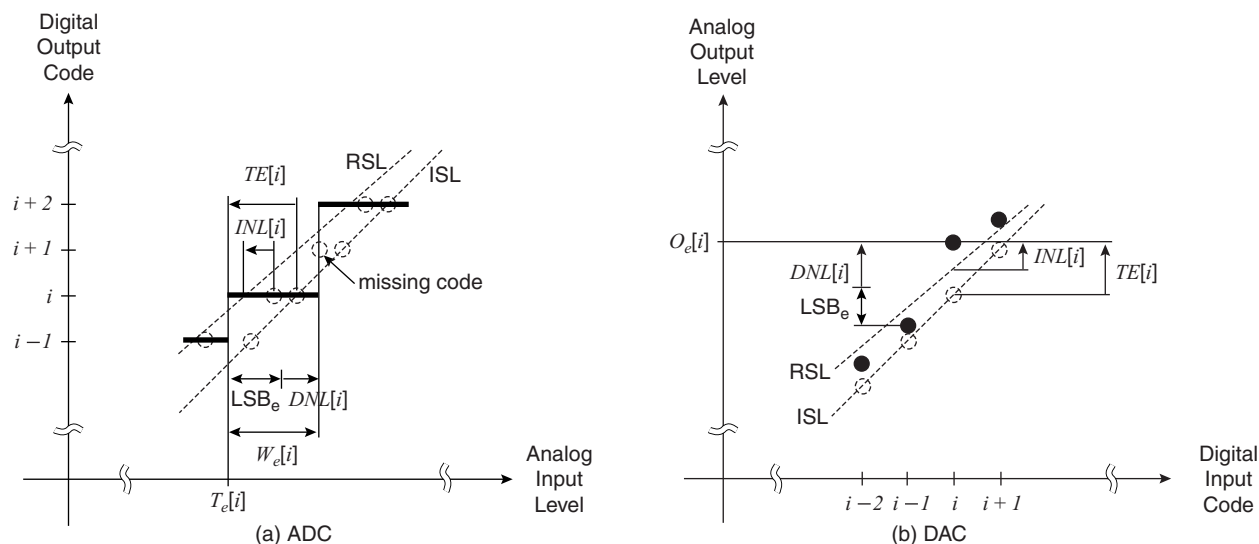 Digital
Output
Code
i+2
i+1
i
i−1
TE[i]
INL[i]
RSL
ISL
missing code
LSBe
DNL[i]
We[i]
Te[i]
Analog
Input
Level
(a) ADC
Analog
Output
Level
Oe[i]
DNL[i]
LSBe
INL[i]
TE[i]
RSL
ISL
i−2
i−1
i
i+1
Digital
Input
Code
(b) DAC